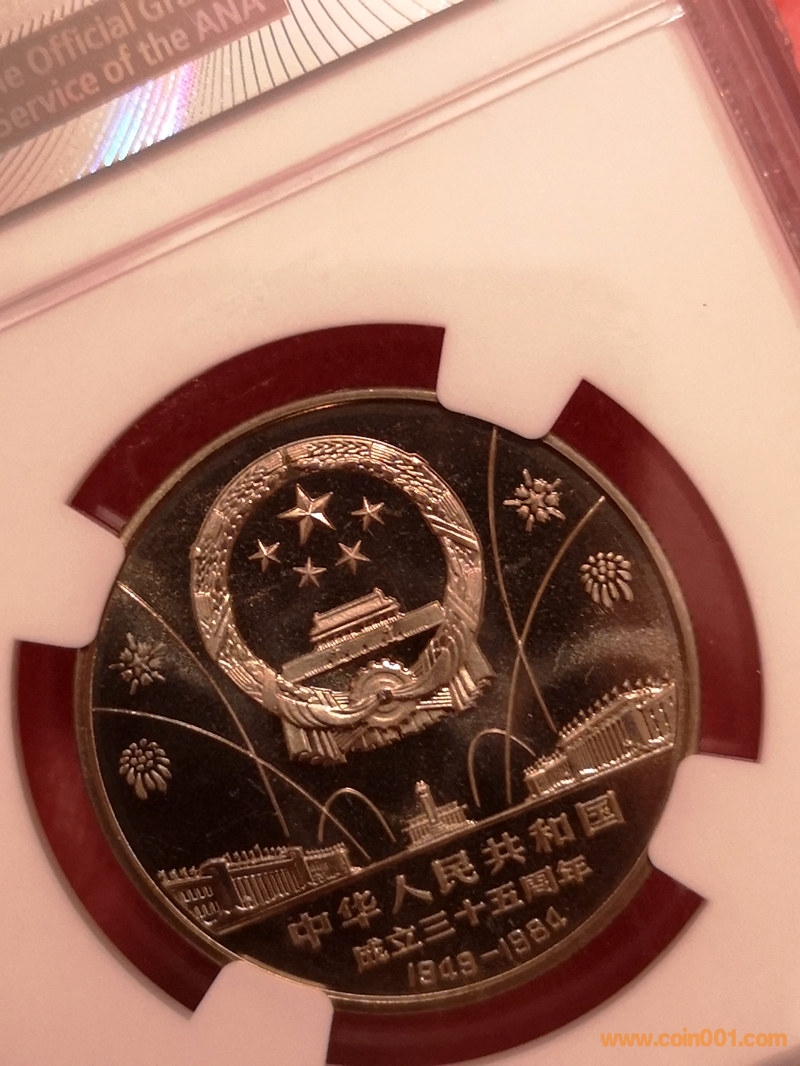 e Official Gra
Service of the ANA
中华人民共和国
成立三十五周年
1949-1984
www.coin001.com